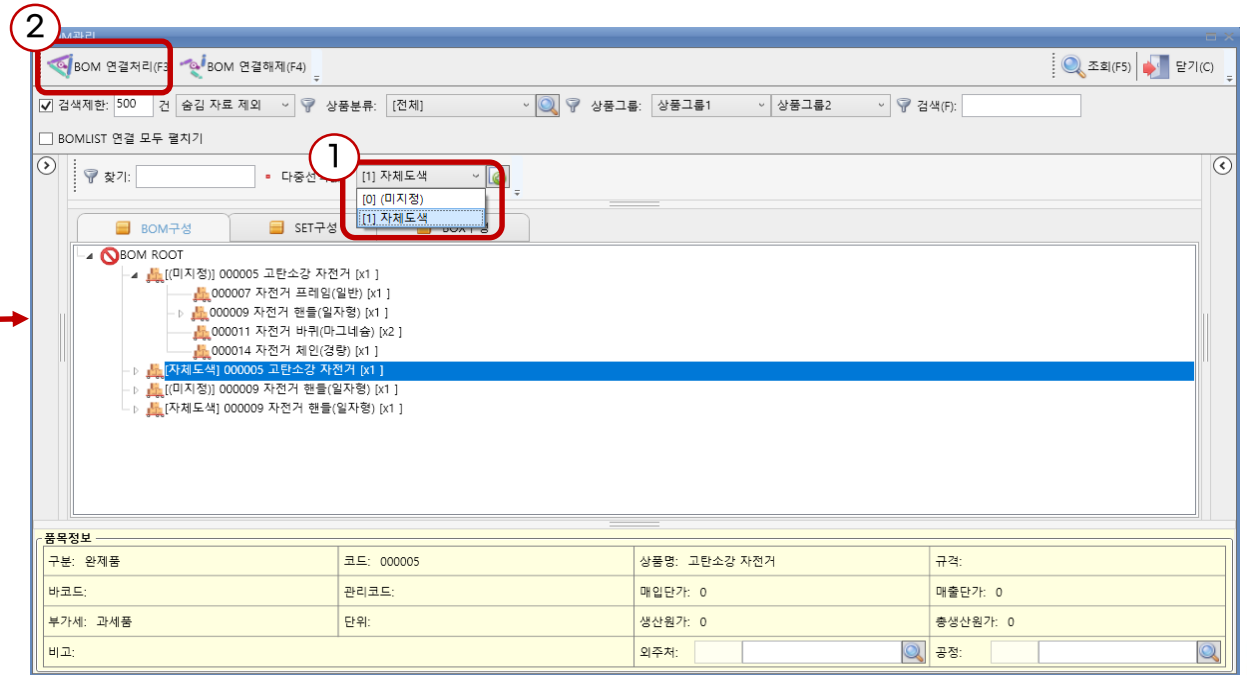 ②
BOM 연결처리(F3 BOM 연결해제(F4) 조회(F5) 닫기(C)
검색제한: 500 건 숨김 자료 제외 상품분류: [전체] 상품그룹: 상품그룹1 상품그룹2 검색(F):
BOMLIST 연결 모두 펼치기
①
찾기: 다중선 [1] 자체도색
[0] (미지정)
[1] 자체도색
BOM구성 SET구성
BOM ROOT
[(미지정)] 000005 고탄소강 자전거 [x1 ]
000007 자전거 프레임(일반) [x1 ]
000009 자전거 핸들(일자형) [x1 ]
000011 자전거 바퀴(마그네슘) [x2 ]
000014 자전거 체인(경량) [x1 ]
[자체도색] 000005 고탄소강 자전거 [x1 ]
[(미지정)] 000009 자전거 핸들(일자형) [x1 ]
[자체도색] 000009 자전거 핸들(일자형) [x1 ]
품목정보
구분: 완제품 코드: 000005 상품명: 고탄소강 자전거 규격:
바코드: 관리코드: 매입단가: 0 매출단가: 0
부가세: 과세품 단위: 생산원가: 0 총생산원가: 0
비고: 외주처: 공정: